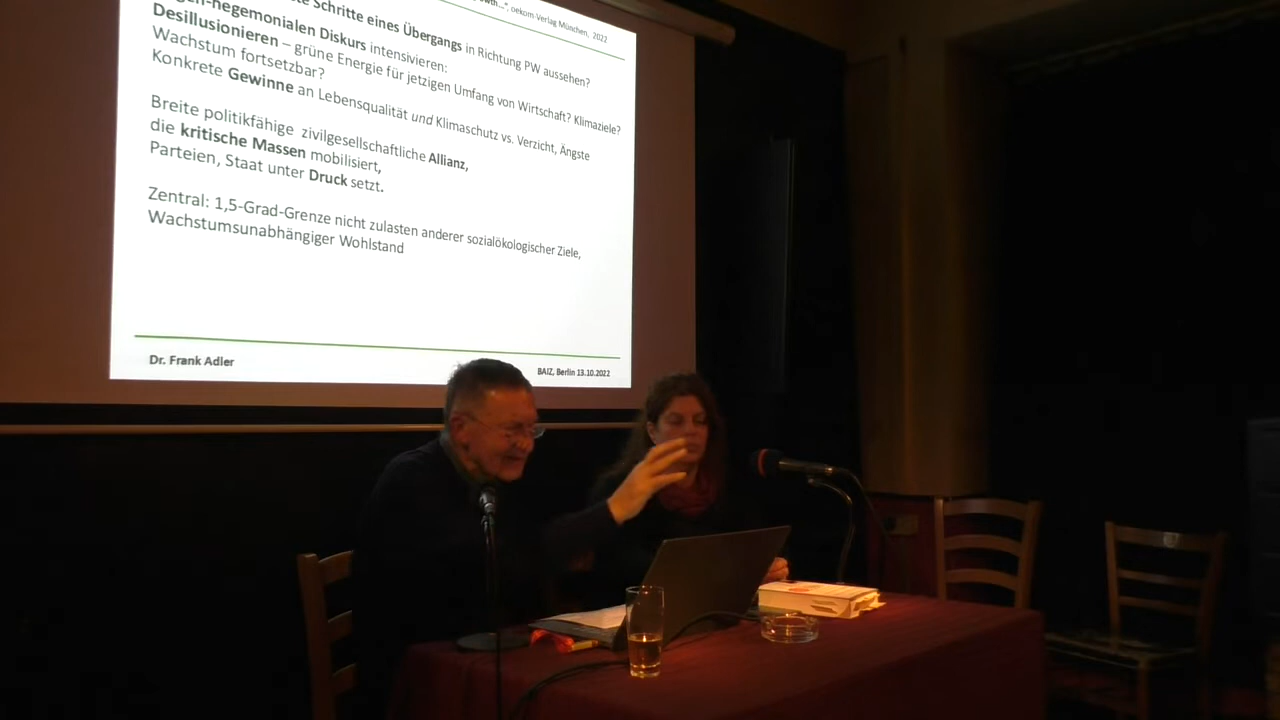 oekom-Verlag München, 2022
Schritte eines Übergangs in Richtung PW aussehen?
-hegemonialen Diskurs intensivieren:
Desillusionieren – grüne Energie für jetzigen Umfang von Wirtschaft? Klimaziele?
Wachstum fortsetzbar?
Konkrete Gewinne an Lebensqualität und Klimaschutz vs. Verzicht, Ängste
Breite politikfähige zivilgesellschaftliche Allianz,
die kritische Massen mobilisiert,
Parteien, Staat unter Druck setzt.
Zentral: 1,5-Grad-Grenze nicht zulasten anderer sozialökologischer Ziele,
Wachstumsunabhängiger Wohlstand
Dr. Frank Adler
BAIZ, Berlin 13.10.2022